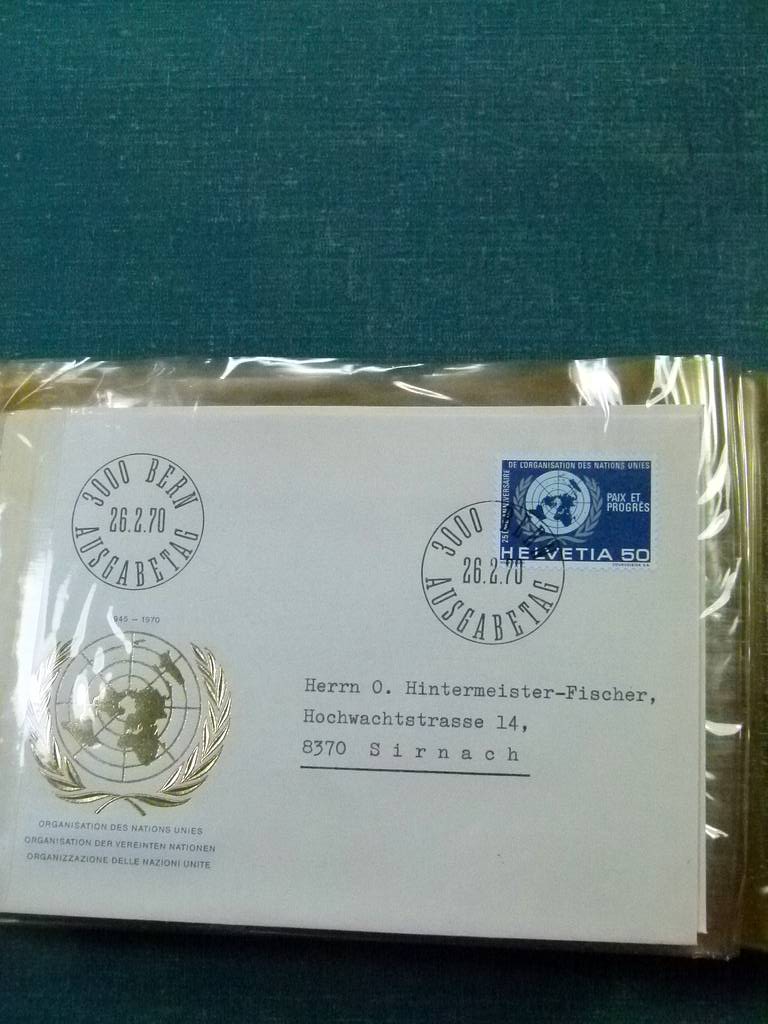 3000 BERN
26.2.70
AUSGABETAG
DE L'ORGANISATION DES NATIONS UNIES
PAIX ET
PROGRÈS
HELVETIA 50
3000
26.2.70
AUSGABETAG
1945 – 1970
Herrn O. Hintermeister-Fischer,
Hochwachtstrasse 14,
8370 Sirnach
ORGANISATION DES NATIONS UNIES
ORGANISATION DER VEREINTEN NATIONEN
ORGANIZZAZIONE DELLE NAZIONI UNITE